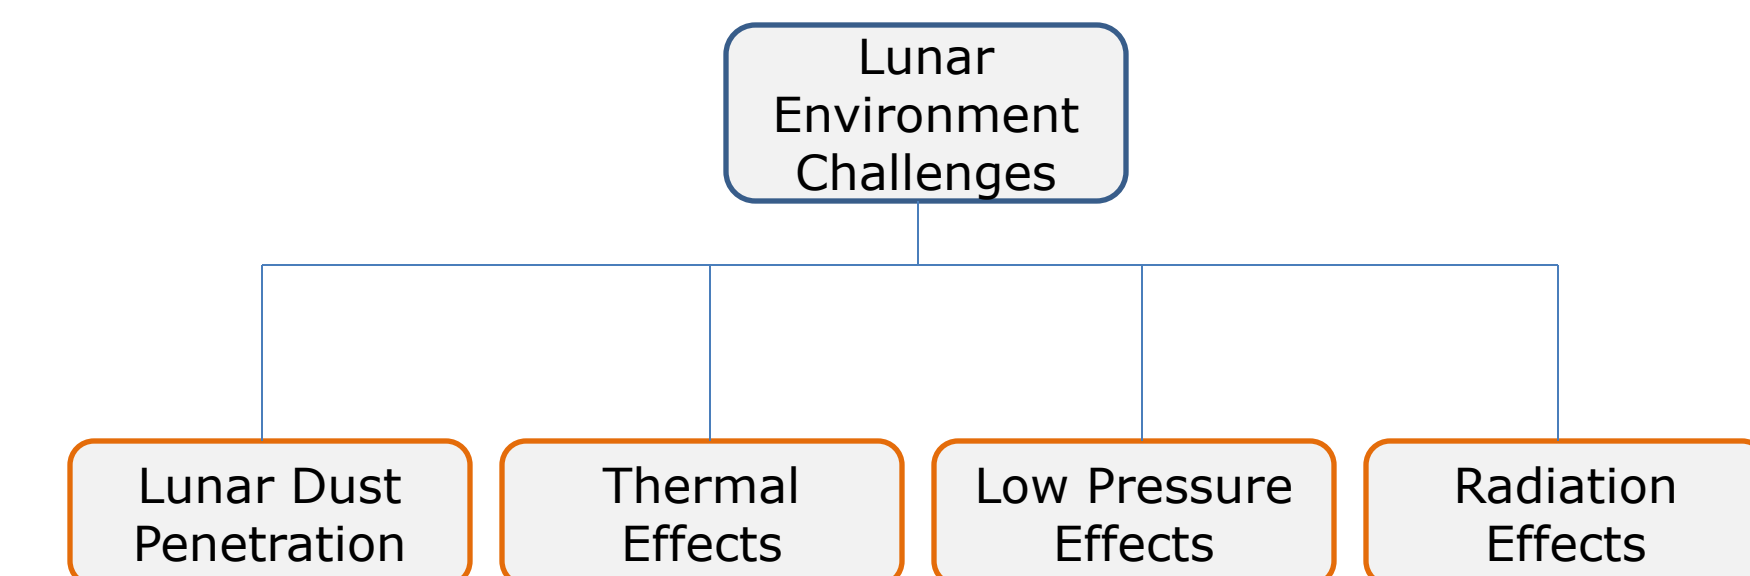 Lunar
Environment
Challenges
Lunar Dust
Penetration
Thermal
Effects
Low Pressure
Effects
Radiation
Effects